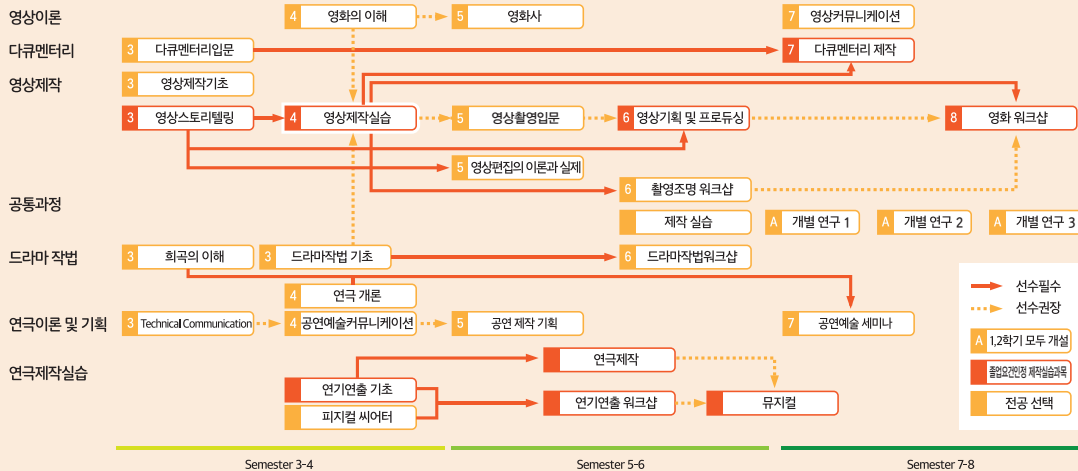 영상이론
4 영화의 이해
5 영화사
7 영상커뮤니케이션
다큐멘터리
3 다큐멘터리입문
7 다큐멘터리 제작
영상제작
3 영상제작기초
3 영상스토리텔링
4 영상제작실습
5 영상촬영입문
6 영상기획 및 프로듀싱
8 영화 워크샵
5 영상편집의 이론과 실제
공통과정
6 촬영조명 워크샵
제작 실습
A 개별 연구 1
A 개별 연구 2
A 개별 연구 3
드라마 작법
3 희곡의 이해
3 드라마작법 기초
6 드라마작법워크샵
4 연극 개론
연극이론 및 기획
3 Technical Communication
4 공연예술커뮤니케이션
5 공연 제작 기획
7 공연예술 세미나
연극제작실습
연극제작
연기연출 기초
피지컬 씨어터
연기연출 워크샵
뮤지컬
선수필수
선수권장
A 1,2학기 모두 개설
졸업요건인정 제작실습과목
전공 선택
Semester 3-4
Semester 5-6
Semester 7-8